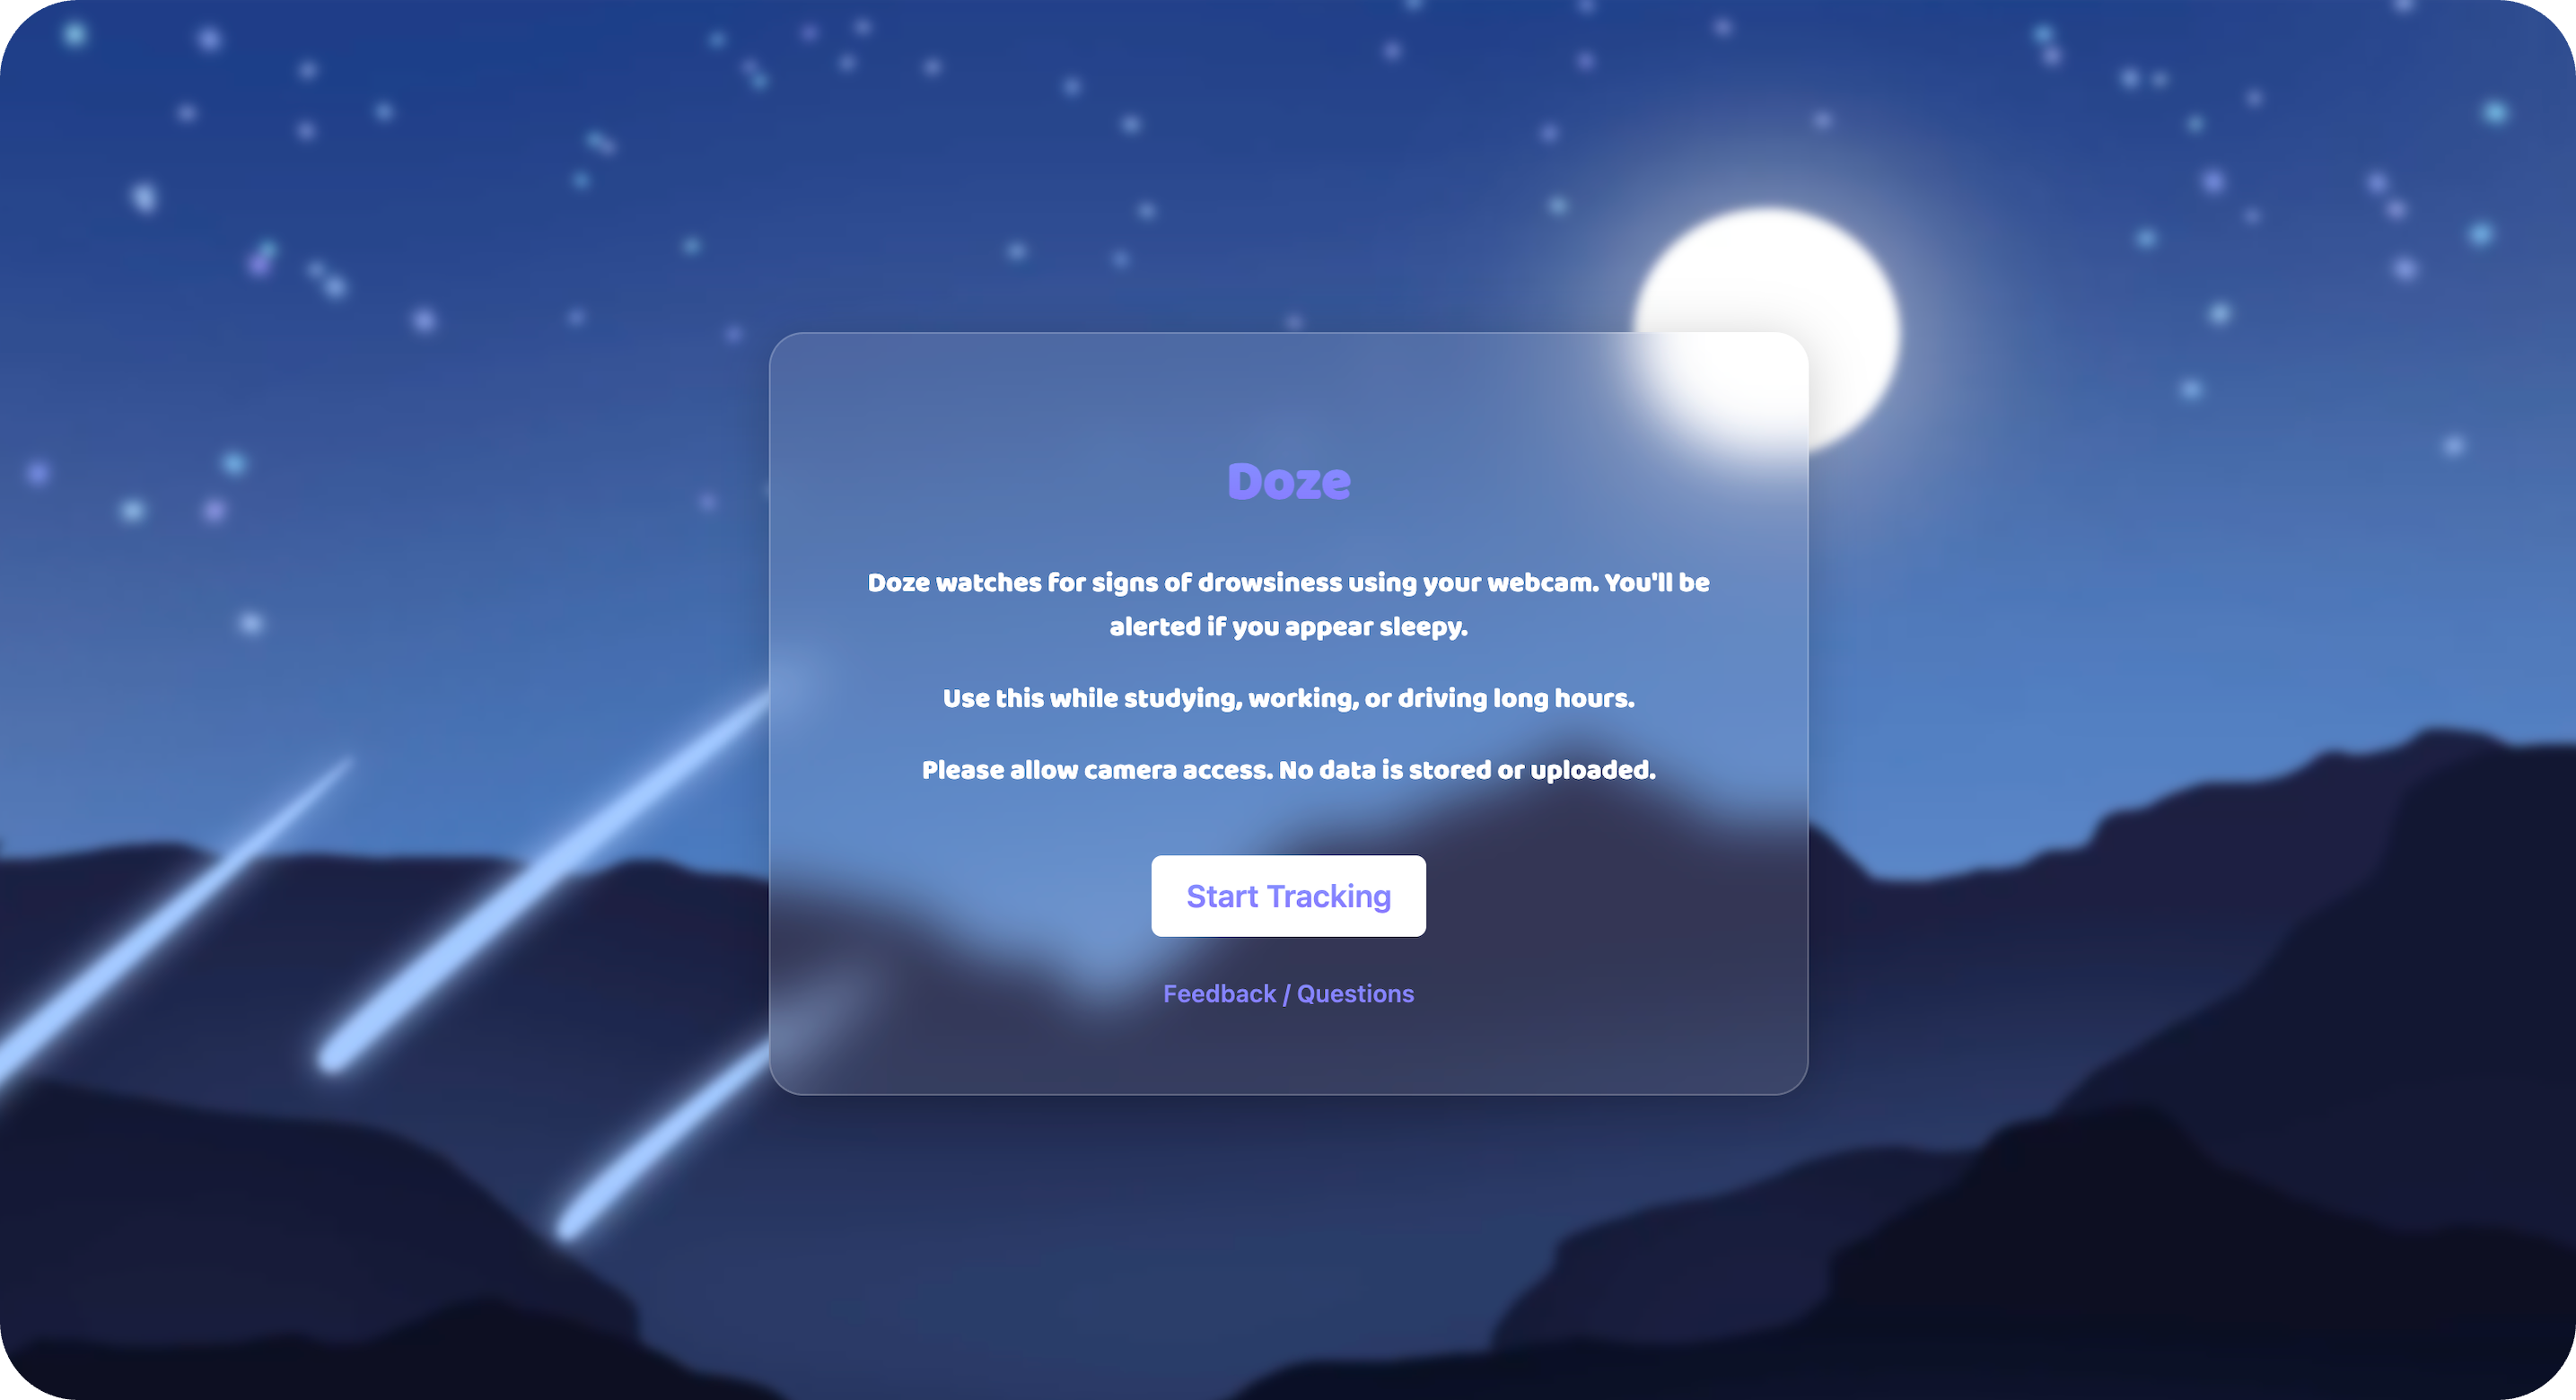 Doze
Doze watches for signs of drowsiness using your webcam. You'll be
alerted if you appear sleepy.
Use this while studying, working, or driving long hours.
Please allow camera access. No data is stored or uploaded.
Start Tracking
Feedback / Questions